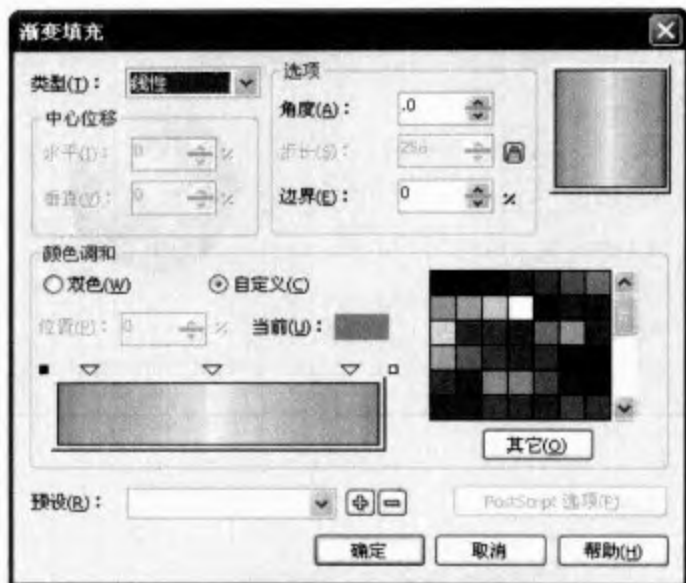 渐变填充
类型(T)： 线性
选项
角度(A)： .0
中心位移
水平(I)： 0 %
步长(S)： 256
垂直(V)： 0 %
边界(E)： 0 %
颜色调和
双色(W) 自定义(C)
位置(P)： 0 % 当前(U)：
其它(O)
预设(R)：
PostScript 选项(P)
确定 取消 帮助(H)